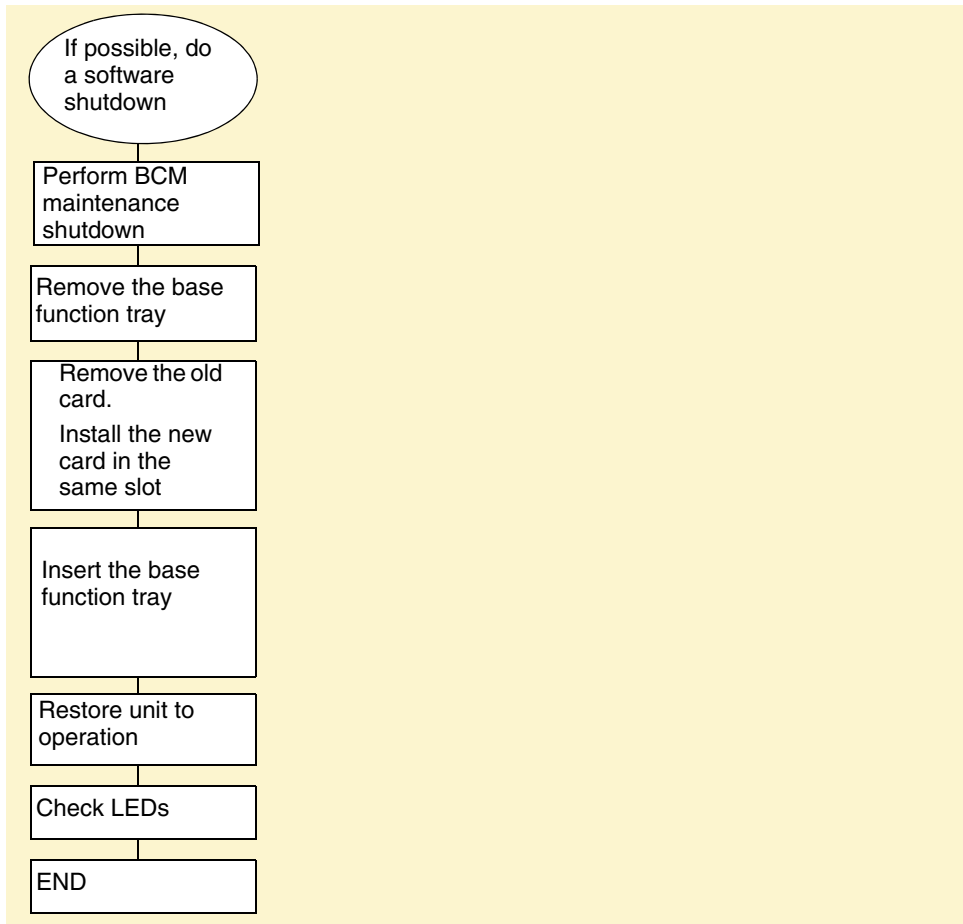 If possible, do
a software
shutdown
Perform BCM
maintenance
shutdown
Remove the base
function tray
Remove the old
card.
Install the new
card in the
same slot
Insert the base
function tray
Restore unit to
operation
Check LEDs
END